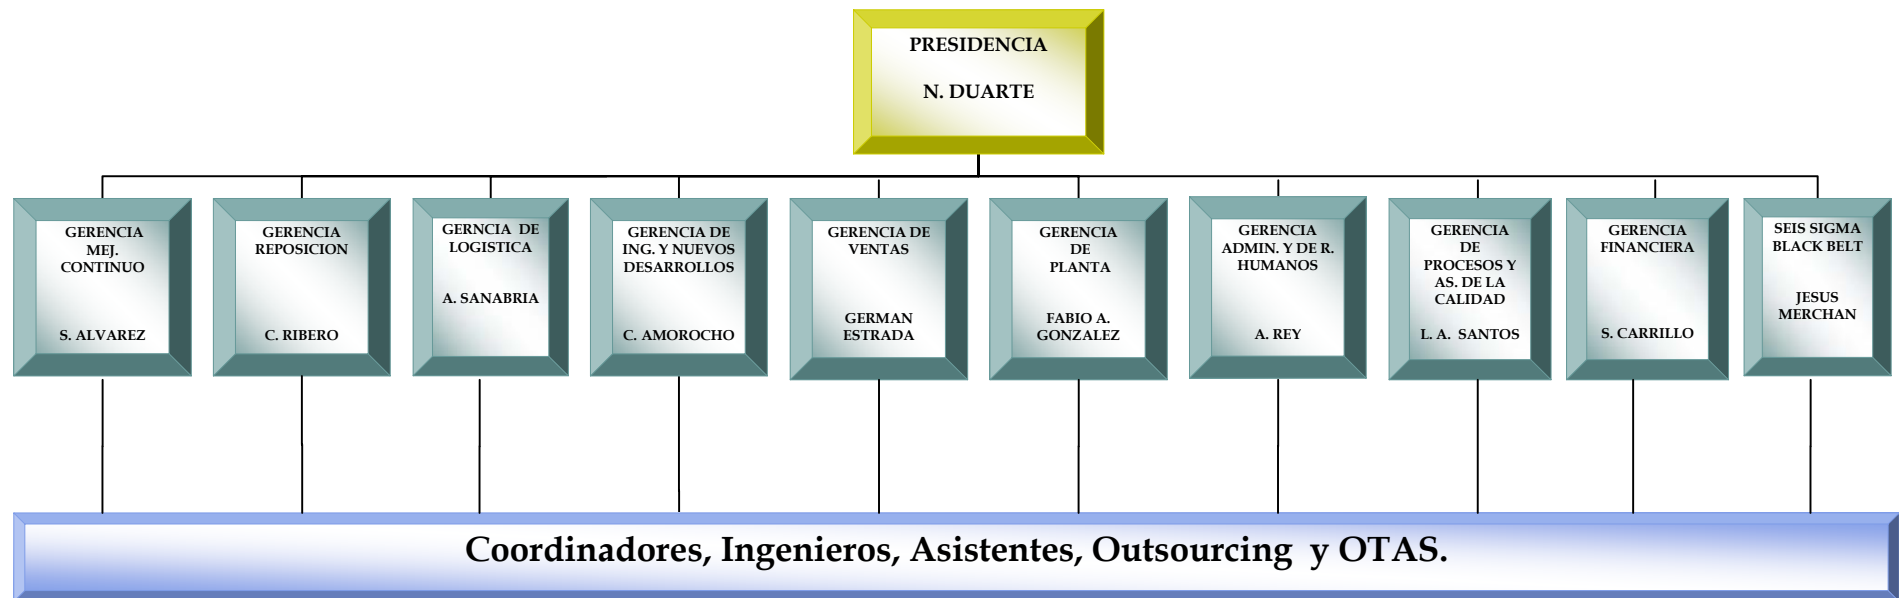 PRESIDENCIA
N. DUARTE
GERENCIA
MEJ.
CONTINUO
S. ALVAREZ
GERENCIA
REPOSICION
C. RIBERO
GERNCIA DE
LOGISTICA
A. SANABRIA
GERENCIA DE
ING. Y NUEVOS
DESARROLLOS
C. AMOROCHO
GERENCIA DE
VENTAS
GERMAN
ESTRADA
GERENCIA
DE
PLANTA
FABIO A.
GONZALEZ
GERENCIA
ADMIN. Y DE R.
HUMANOS
A. REY
GERENCIA
DE
PROCESOS Y
AS. DE LA
CALIDAD
L. A. SANTOS
GERENCIA
FINANCIERA
S. CARRILLO
SEIS SIGMA
BLACK BELT
JESUS
MERCHAN
Coordinadores, Ingenieros, Asistentes, Outsourcing y OTAS.